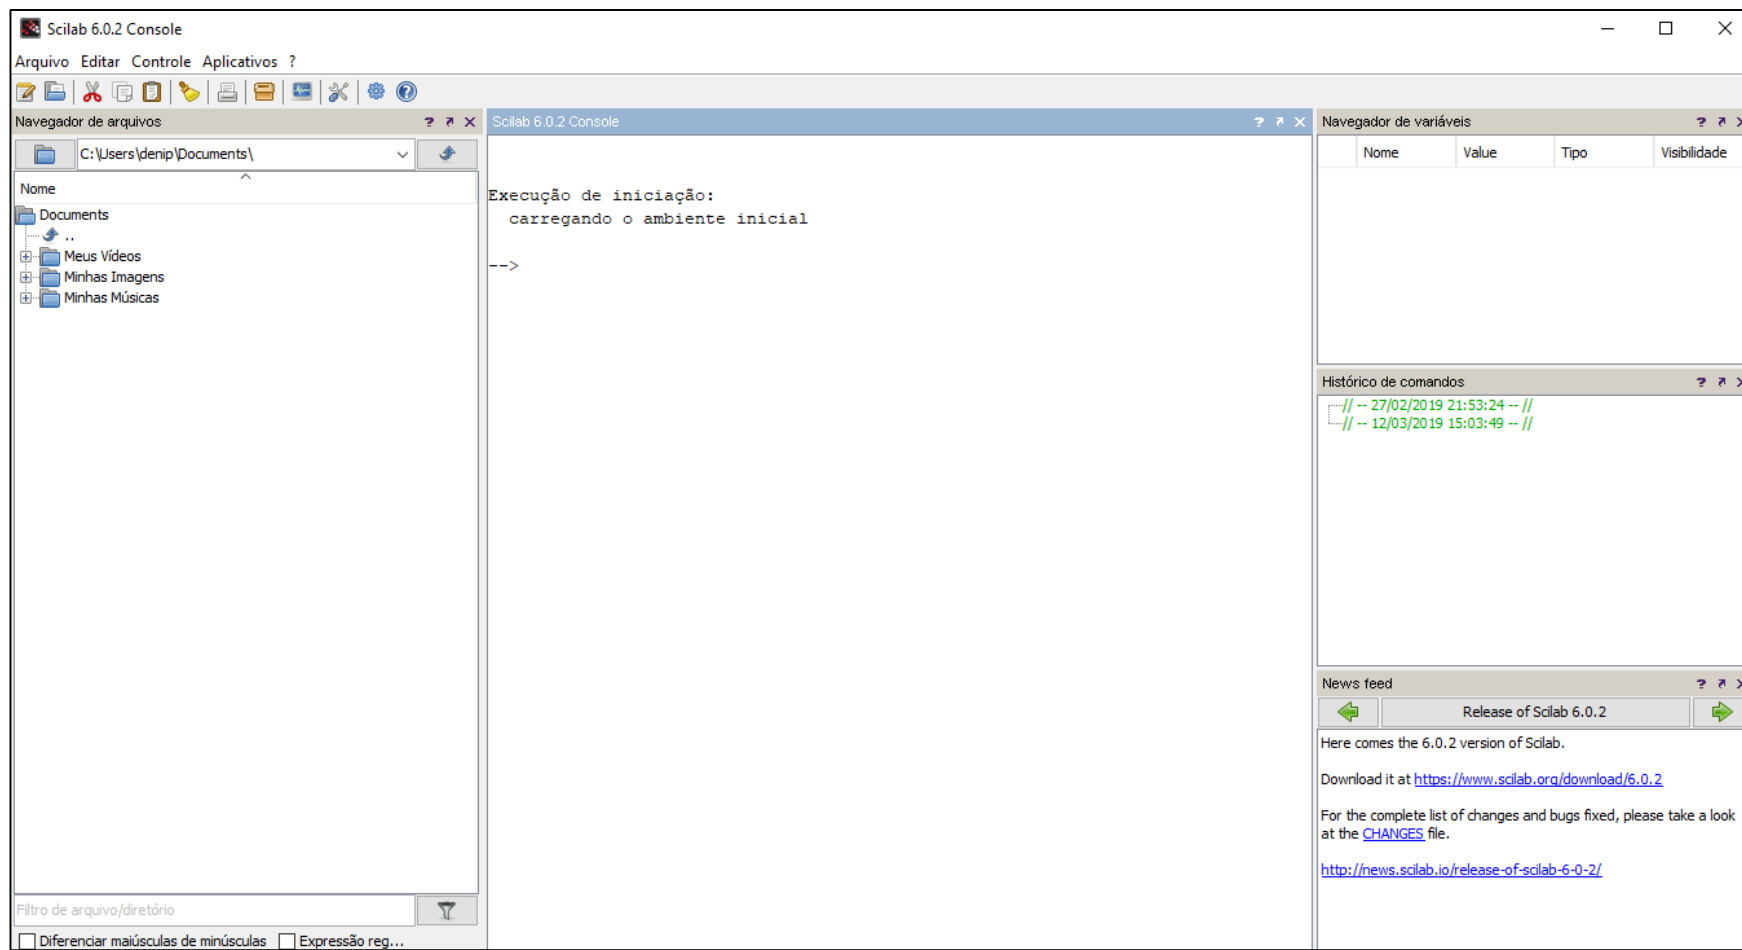 Scilab 6.0.2 Console
Arquivo Editar Controle Aplicativos ?
Navegador de arquivos
C:\Users\denip\Documents\
Nome
Documents
..
Meus Vídeos
Minhas Imagens
Minhas Músicas
Filtro de arquivo/diretório
Diferenciar maiúsculas de minúsculas Expressão reg...
Scilab 6.0.2 Console
Execução de iniciação:
carregando o ambiente inicial
-->
Navegador de variáveis
Nome Value Tipo Visibilidade
Histórico de comandos
// -- 27/02/2019 21:53:24 -- //
// -- 12/03/2019 15:03:49 -- //
News feed
Release of Scilab 6.0.2
Here comes the 6.0.2 version of Scilab.
Download it at https://www.scilab.org/download/6.0.2
For the complete list of changes and bugs fixed, please take a look
at the CHANGES file.
http://news.scilab.io/release-of-scilab-6-0-2/